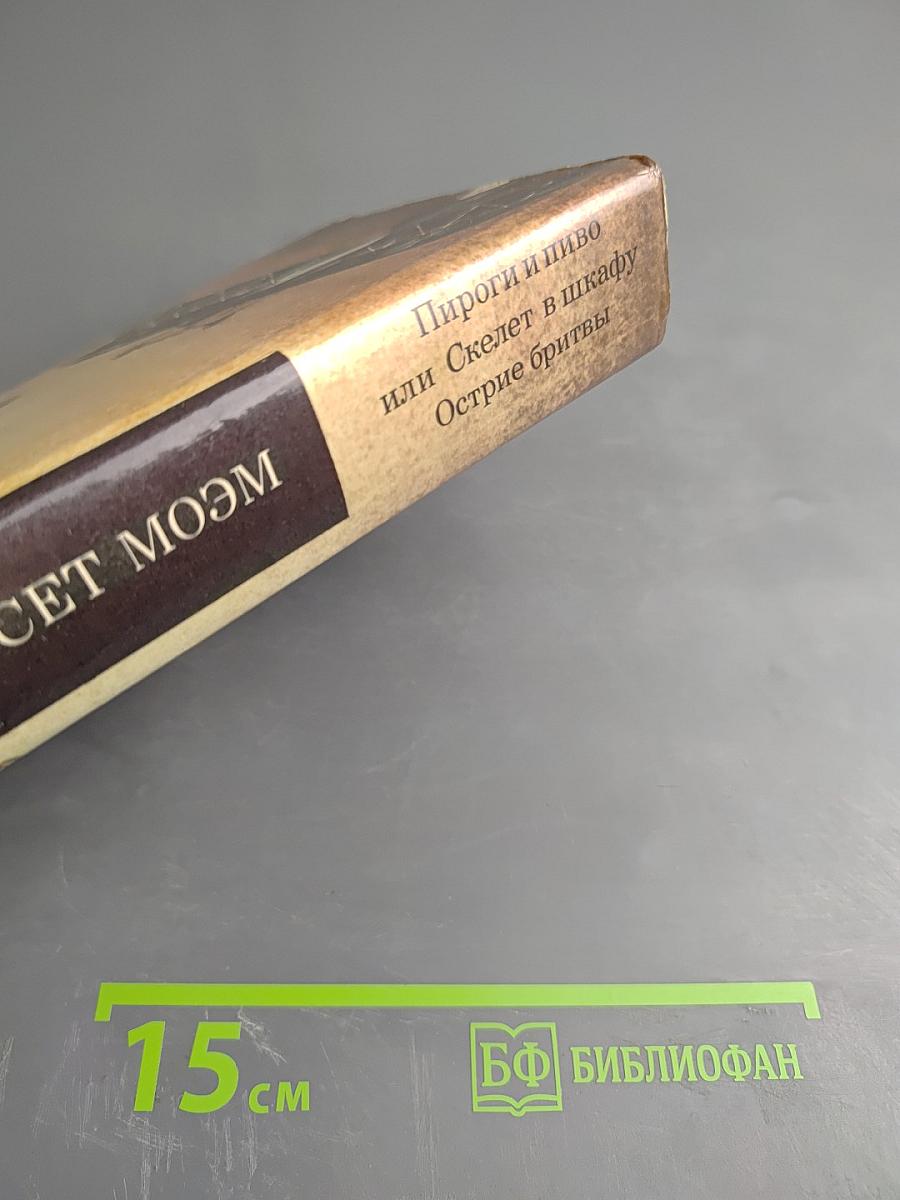 Пироги и пиво
или Скелет в шкафу
Острие бритвы
СЕТ МОЭМ
15 см
БФ БИБЛИОФАН